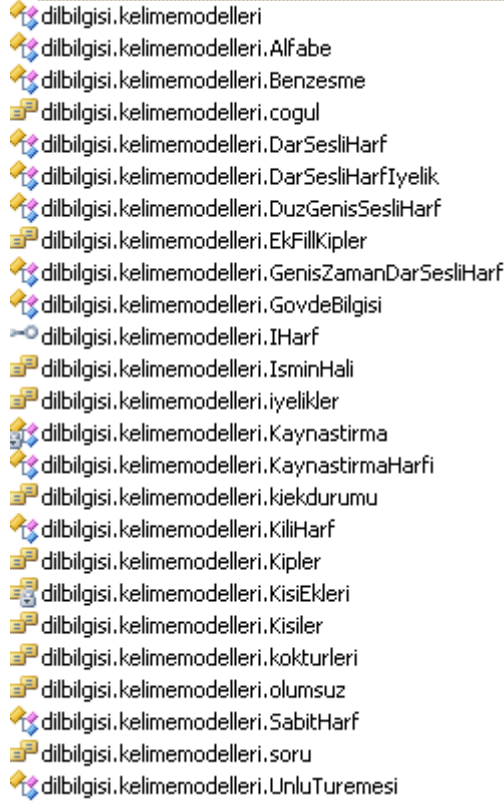 dilbilgisi.kelimemodelleri
dilbilgisi.kelimemodelleri.Alfabe
dilbilgisi.kelimemodelleri.Benzesme
dilbilgisi.kelimemodelleri.cogul
dilbilgisi.kelimemodelleri.DarSesliHarf
dilbilgisi.kelimemodelleri.DarSesliHarfIyelik
dilbilgisi.kelimemodelleri.DuzGenisSesliHarf
dilbilgisi.kelimemodelleri.EkFillKipler
dilbilgisi.kelimemodelleri.GenisZamanDarSesliHarf
dilbilgisi.kelimemodelleri.GovdeBilgisi
dilbilgisi.kelimemodelleri.IHarf
dilbilgisi.kelimemodelleri.IsminHali
dilbilgisi.kelimemodelleri.iyelikler
dilbilgisi.kelimemodelleri.Kaynastirma
dilbilgisi.kelimemodelleri.KaynastirmaHarfi
dilbilgisi.kelimemodelleri.kiekdurumu
dilbilgisi.kelimemodelleri.KiliHarf
dilbilgisi.kelimemodelleri.Kipler
dilbilgisi.kelimemodelleri.KisiEkleri
dilbilgisi.kelimemodelleri.Kisiler
dilbilgisi.kelimemodelleri.kokturleri
dilbilgisi.kelimemodelleri.olumsuz
dilbilgisi.kelimemodelleri.SabitHarf
dilbilgisi.kelimemodelleri.soru
dilbilgisi.kelimemodelleri.UnluTuremesi